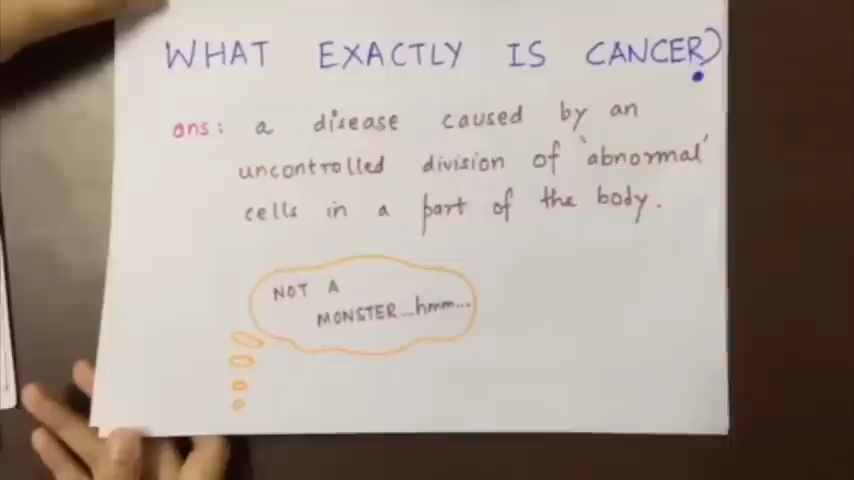 WHAT EXACTLY IS CANCER?
ans: a disease caused by an
uncontrolled division of 'abnormal'
cells in a part of the body.
NOT A
MONSTER...hmm...